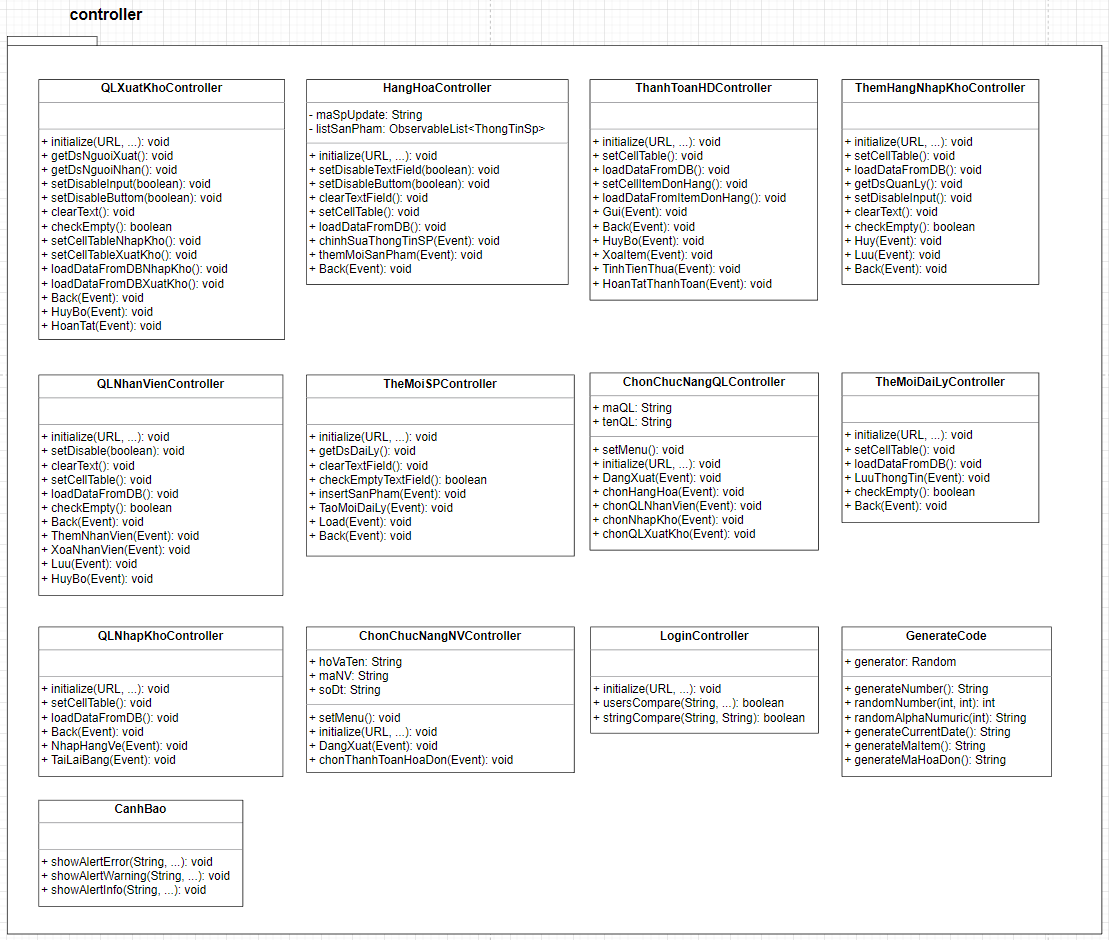 controller
QLXuatKhoController
+ initialize(URL, ...): void
+ getDsNguoiXuat(): void
+ getDsNguoiNhan(): void
+ setDisableInput(boolean): void
+ setDisableButtom(boolean): void
+ clearText(): void
+ checkEmpty(): boolean
+ setCellTableNhapKho(): void
+ setCellTableXuatKho(): void
+ loadDataFromDBNhapKho(): void
+ loadDataFromDBXuatKho(): void
+ Back(Event): void
+ HuyBo(Event): void
+ HoanTat(Event): void
HangHoaController
- maSpUpdate: String
- listSanPham: ObservableList<ThongTinSp>
+ initialize(URL, ...): void
+ setDisableTextField(boolean): void
+ setDisableButtom(boolean): void
+ clearTextField(): void
+ setCellTable(): void
+ loadDataFromDB(): void
+ chinhSuaThongTinSP(Event): void
+ themMoiSanPham(Event): void
+ Back(Event): void
ThanhToanHDController
+ initialize(URL, ...): void
+ setCellTable(): void
+ loadDataFromDB(): void
+ setCellItemDonHang(): void
+ loadDataFromItemDonHang(): void
+ Gui(Event): void
+ Back(Event): void
+ HuyBo(Event): void
+ XoaItem(Event): void
+ TinhTienThua(Event): void
+ HoanTatThanhToan(Event): void
ThemHangNhapKhoController
+ initialize(URL, ...): void
+ setCellTable(): void
+ loadDataFromDB(): void
+ getDsQuanLy(): void
+ setDisableInput(): void
+ clearText(): void
+ checkEmpty(): boolean
+ Huy(Event): void
+ Luu(Event): void
+ Back(Event): void
QLNhanVienController
+ initialize(URL, ...): void
+ setDisable(boolean): void
+ clearText(): void
+ setCellTable(): void
+ loadDataFromDB(): void
+ checkEmpty(): boolean
+ Back(Event): void
+ ThemNhanVien(Event): void
+ XoaNhanVien(Event): void
+ Luu(Event): void
+ HuyBo(Event): void
TheMoiSPController
+ initialize(URL, ...): void
+ getDsDaiLy(): void
+ clearTextField(): void
+ checkEmptyTextField(): boolean
+ insertSanPham(Event): void
+ TaoMoiDaiLy(Event): void
+ Load(Event): void
+ Back(Event): void
ChonChucNangQLController
+ maQL: String
+ tenQL: String
+ setMenu(): void
+ initialize(URL, ...): void
+ DangXuat(Event): void
+ chonHangHoa(Event): void
+ chonQLNhanVien(Event): void
+ chonNhapKho(Event): void
+ chonQLXuatKho(Event): void
TheMoiDaiLyController
+ initialize(URL, ...): void
+ setCellTable(): void
+ loadDataFromDB(): void
+ LuuThongTin(Event): void
+ checkEmpty(): boolean
+ Back(Event): void
QLNhapKhoController
+ initialize(URL, ...): void
+ setCellTable(): void
+ loadDataFromDB(): void
+ Back(Event): void
+ NhapHangVe(Event): void
+ TaiLaiBang(Event): void
ChonChucNangNVController
+ hoVaTen: String
+ maNV: String
+ soDt: String
+ setMenu(): void
+ initialize(URL, ...): void
+ DangXuat(Event): void
+ chonThanhToanHoaDon(Event): void
LoginController
+ initialize(URL, ...): void
+ usersCompare(String, ...): boolean
+ stringCompare(String, String): boolean
GenerateCode
+ generator: Random
+ generateNumber(): String
+ randomNumber(int, int): int
+ randomAlphaNumuric(int): String
+ generateCurrentDate(): String
+ generateMaItem(): String
+ generateMaHoaDon(): String
CanhBao
+ showAlertError(String, ...): void
+ showAlertWarning(String, ...): void
+ showAlertInfo(String, ...): void